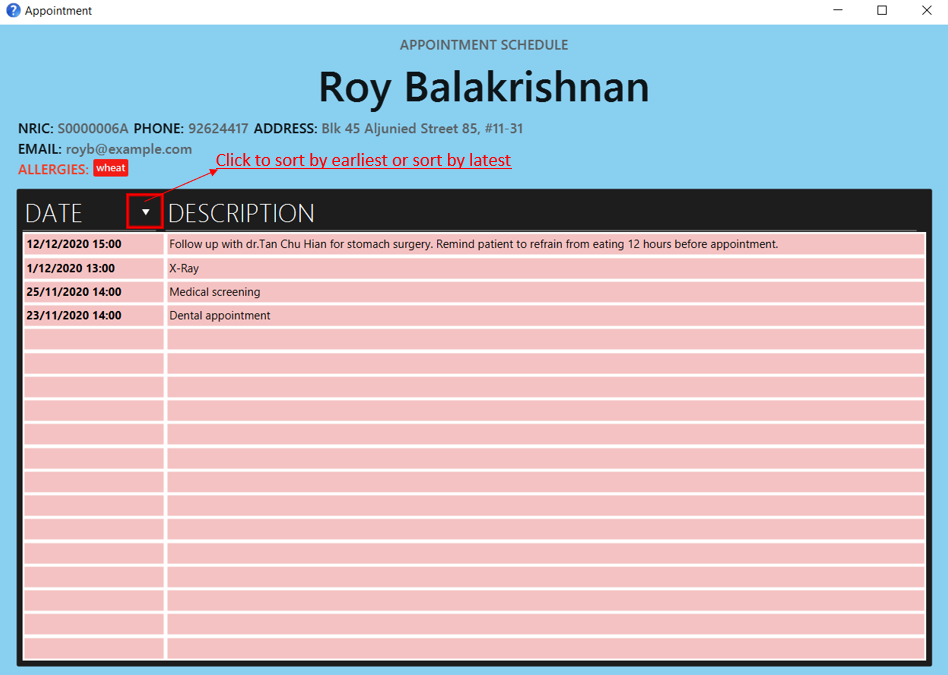 Appointment
APPOINTMENT SCHEDULE
Roy Balakrishnan
NRIC: S0000006A PHONE: 92624417 ADDRESS: Blk 45 Aljunied Street 85, #11-31
EMAIL: royb@example.com
ALLERGIES: wheat
Click to sort by earliest or sort by latest
DATE DESCRIPTION
12/12/2020 15:00 Follow up with dr.Tan Chu Hian for stomach surgery. Remind patient to refrain from eating 12 hours before appointment.
1/12/2020 13:00 X-Ray
25/11/2020 14:00 Medical screening
23/11/2020 14:00 Dental appointment